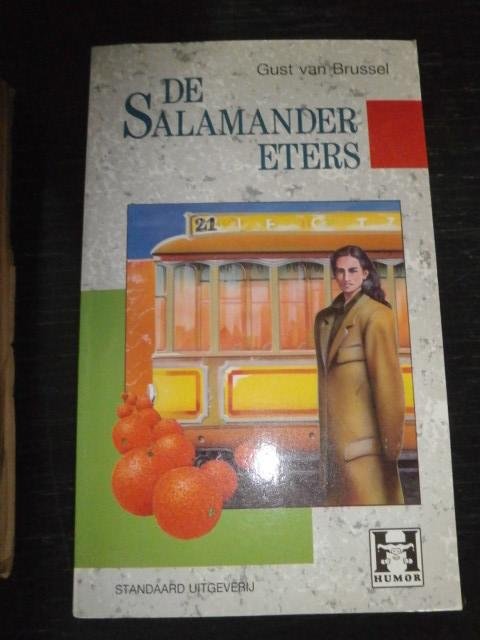 Gust van Brussel
DE
SALAMANDER
ETERS
21
HUMOR
STANDAARD UITGEVERIJ